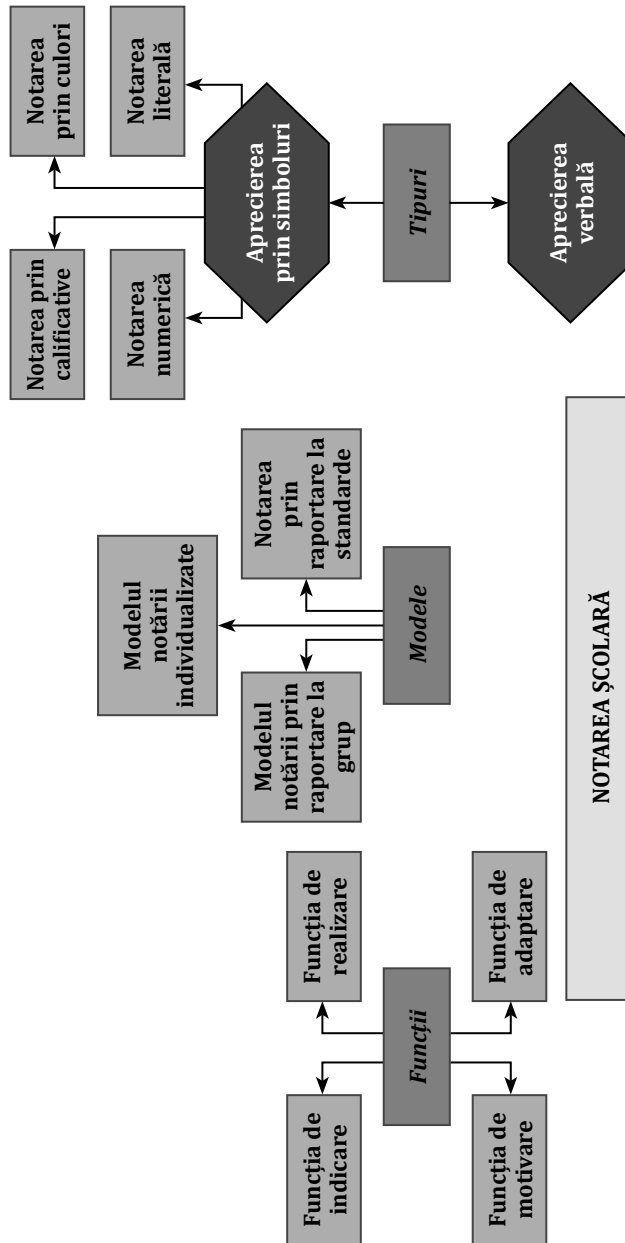 Funcția de
indicare
Funcția de
realizare
Funcții
Funcția de
motivare
Funcția de
adaptare
Modelul
notării
individualizate
Modelul
notării prin
raportare la
grup
Notarea
prin
raportare la
standarde
Modele
Notarea prin
calificative
Notarea
prin culori
Notarea
numerică
Notarea
literală
Aprecierea
prin simboluri
Tipuri
Aprecierea
verbală
NOTAREA ȘCOLARĂ